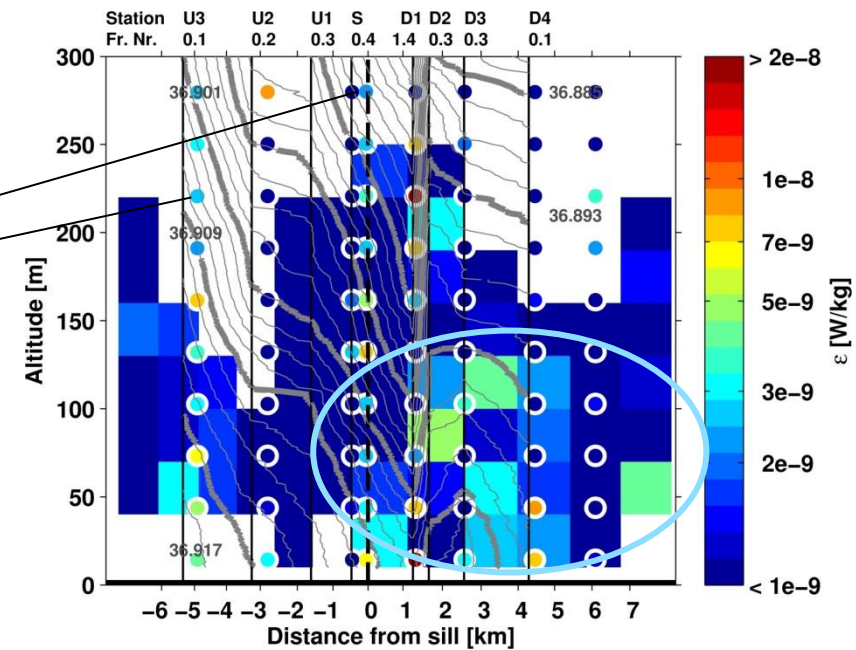 Station U3 U2 U1 S D1 D2 D3 D4
Fr. Nr. 0.1 0.2 0.3 0.4 1.4 0.3 0.3 0.1
300
250
200
150
100
50
0
Altitude [m]
36.901
36.909
36.917
36.885
36.893
-6 -5 -4 -3 -2 -1 0 1 2 3 4 5 6 7
Distance from sill [km]
> 2e-8
1e-8
7e-9
5e-9
3e-9
2e-9
< 1e-9
ε [W/kg]